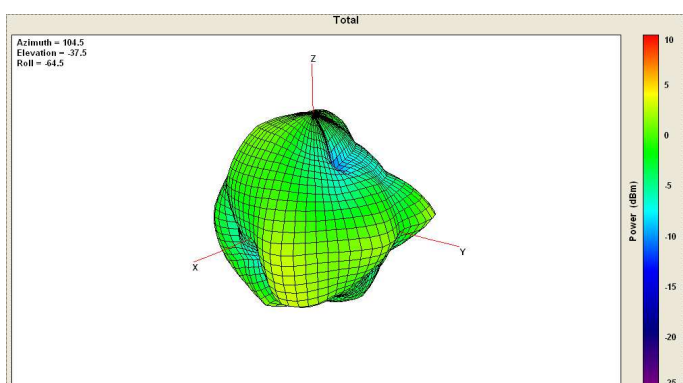 Total
Azimuth = 104.5
Elevation = -37.5
Roll = -64.5
Z
X
Y
10
5
0
-5
-10
-15
-20
-25
Power (dBm)